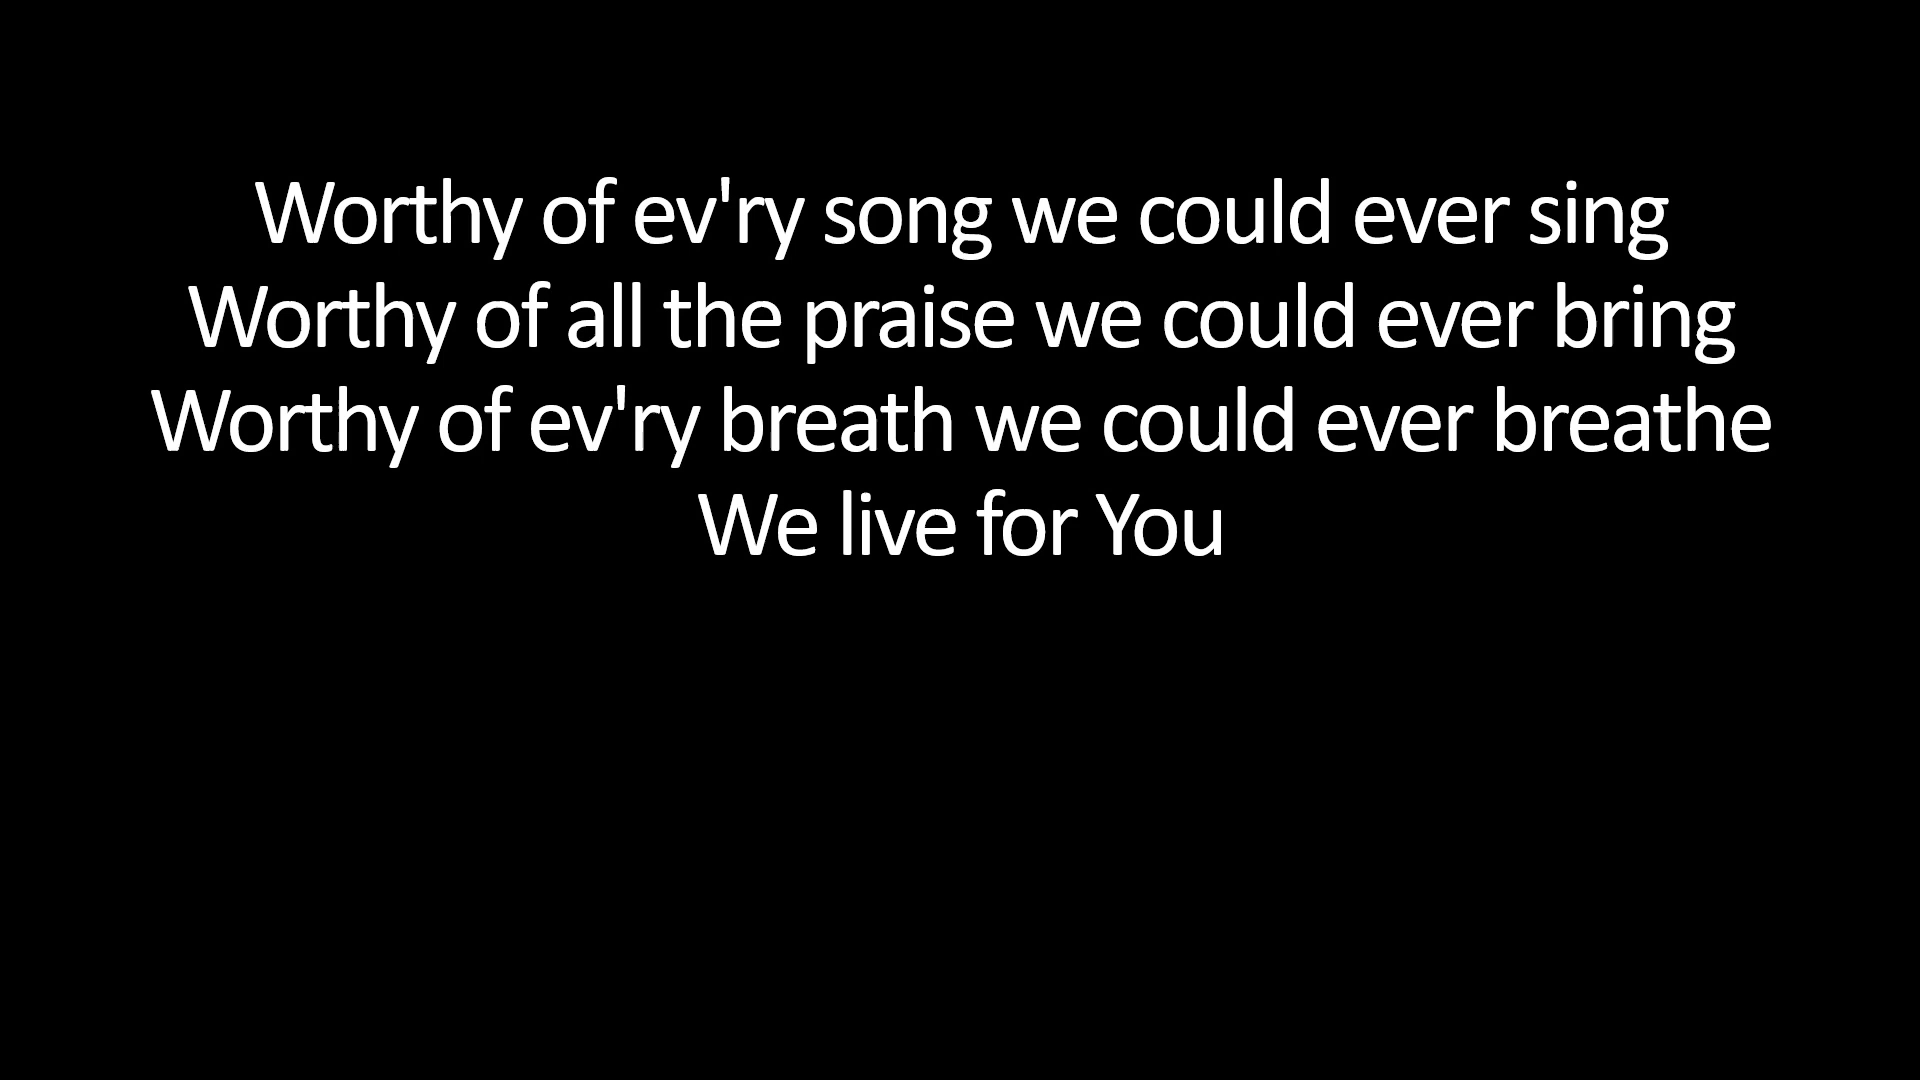 Worthy of ev'ry song we could ever sing
Worthy of all the praise we could ever bring
Worthy of ev'ry breath we could ever breathe
We live for You